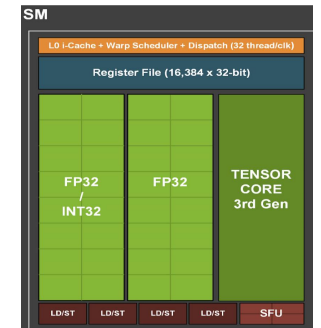 SM
L0 i-Cache + Warp Scheduler + Dispatch (32 thread/clk)
Register File (16,384 x 32-bit)
FP32
/
INT32
FP32
TENSOR
CORE
3rd Gen
LD/ST LD/ST LD/ST LD/ST SFU